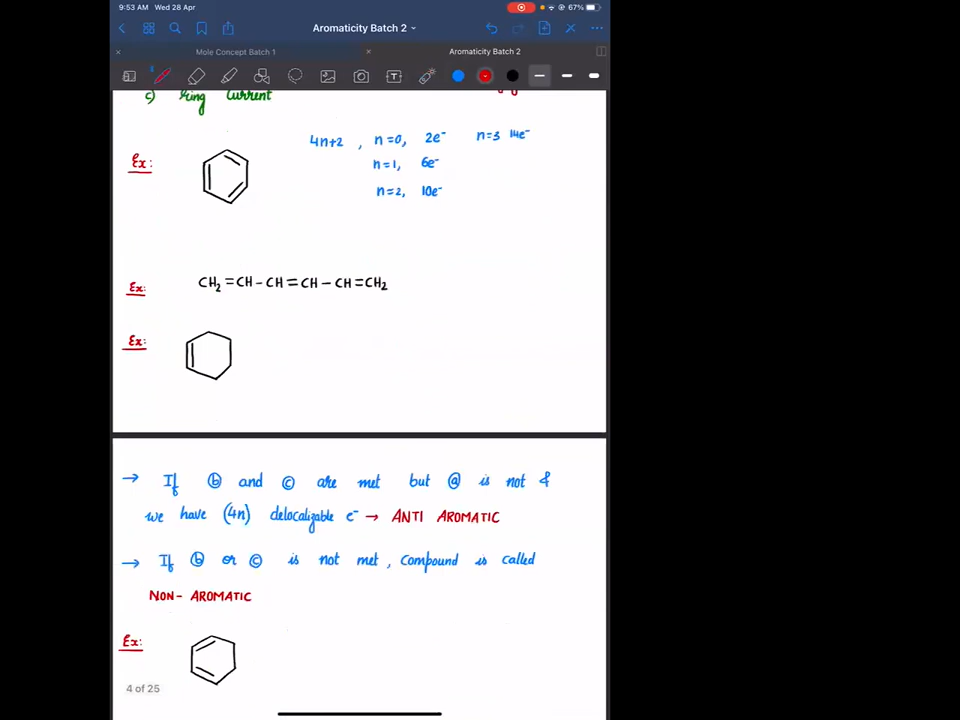 9:53 AM Wed 28 Apr
67%
Aromaticity Batch 2
Mole Concept Batch 1
Aromaticity Batch 2
c) Ring Current
Ex:
4n+2 , n=0, 2e⁻ n=3 14e⁻
n=1, 6e⁻
n=2, 10e⁻
Ex: CH₂=CH-CH=CH-CH=CH₂
Ex:
→ If ⓑ and ⓒ are met but ⓐ is not &
we have (4n) delocalizable e⁻ → ANTI AROMATIC
→ If ⓑ or ⓒ is not met, compound is called
NON-AROMATIC
Ex:
4 of 25